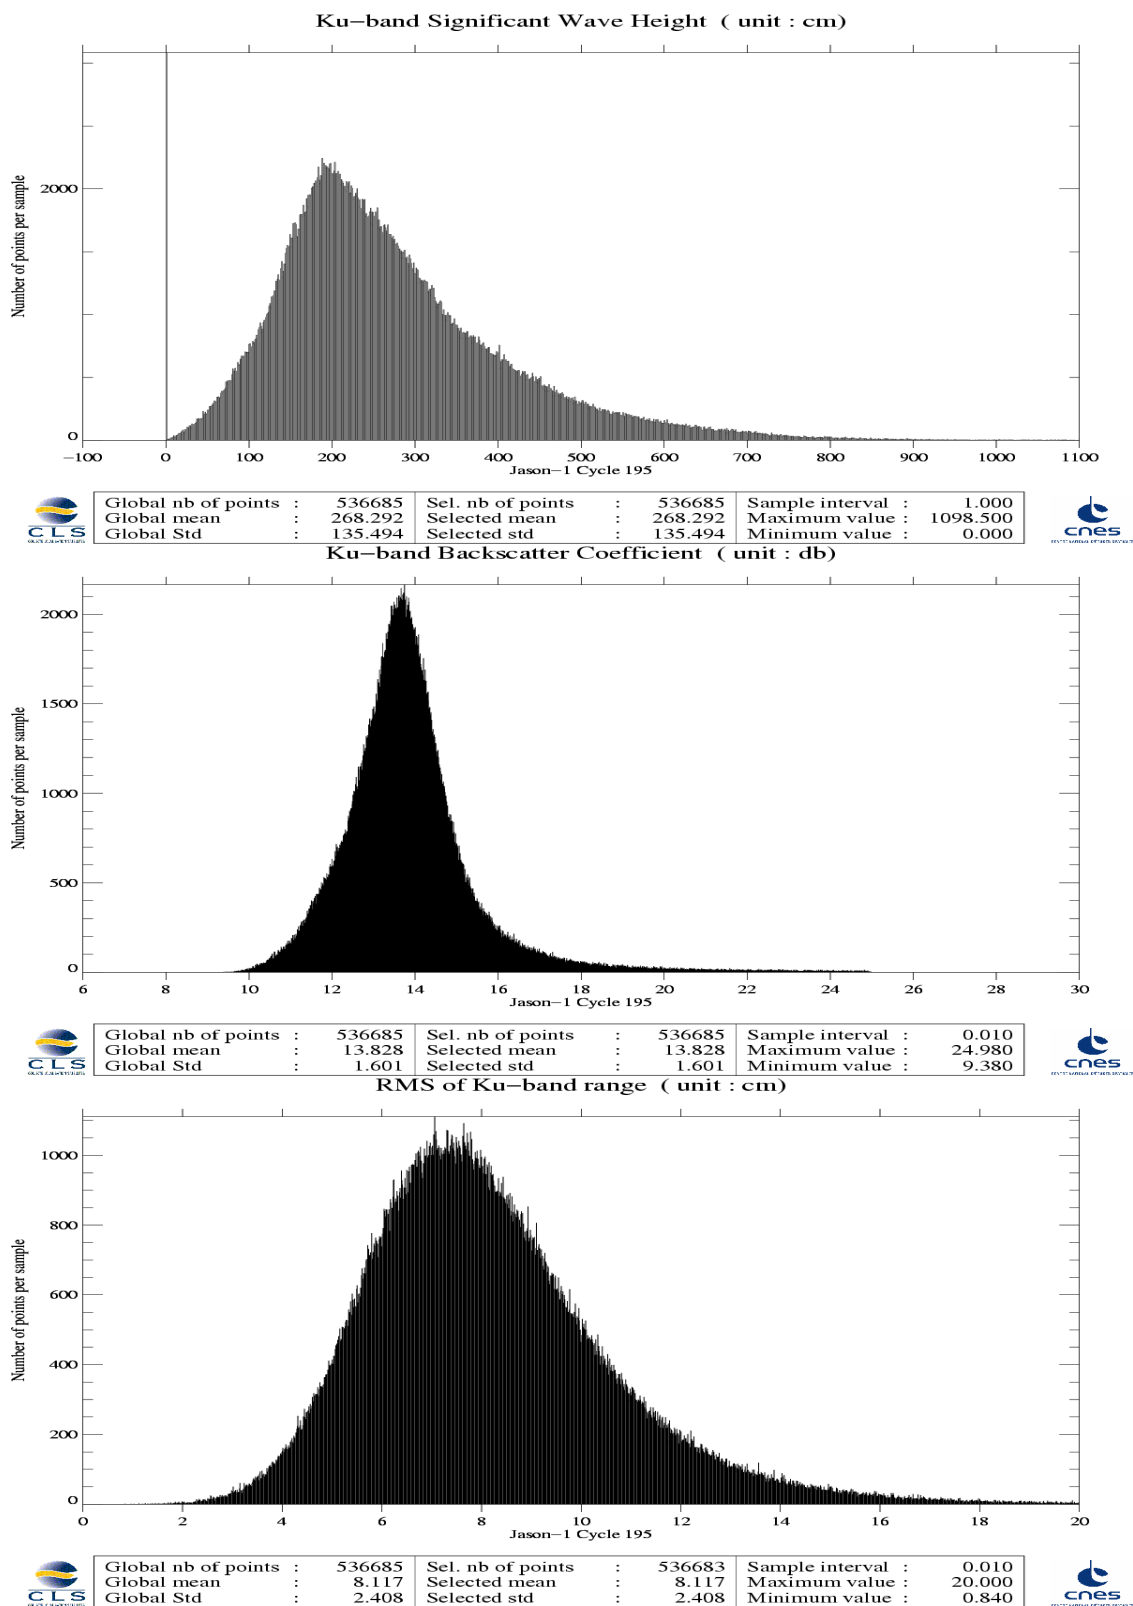 Ku−band Significant Wave Height ( unit : cm)
Number of points per sample
2000
0
−100 0 100 200 300 400 500 600 700 800 900 1000 1100
Jason−1 Cycle 195
CLS
Global nb of points : 536685 Sel. nb of points : 536685 Sample interval : 1.000
Global mean : 268.292 Selected mean : 268.292 Maximum value : 1098.500
Global Std : 135.494 Selected std : 135.494 Minimum value : 0.000
cnes
Ku−band Backscatter Coefficient ( unit : db)
Number of points per sample
2000
1500
1000
500
0
6 8 10 12 14 16 18 20 22 24 26 28 30
Jason−1 Cycle 195
CLS
Global nb of points : 536685 Sel. nb of points : 536685 Sample interval : 0.010
Global mean : 13.828 Selected mean : 13.828 Maximum value : 24.980
Global Std : 1.601 Selected std : 1.601 Minimum value : 9.380
cnes
RMS of Ku−band range ( unit : cm)
Number of points per sample
1000
800
600
400
200
0
0 2 4 6 8 10 12 14 16 18 20
Jason−1 Cycle 195
CLS
Global nb of points : 536685 Sel. nb of points : 536683 Sample interval : 0.010
Global mean : 8.117 Selected mean : 8.117 Maximum value : 20.000
Global Std : 2.408 Selected std : 2.408 Minimum value : 0.840
cnes